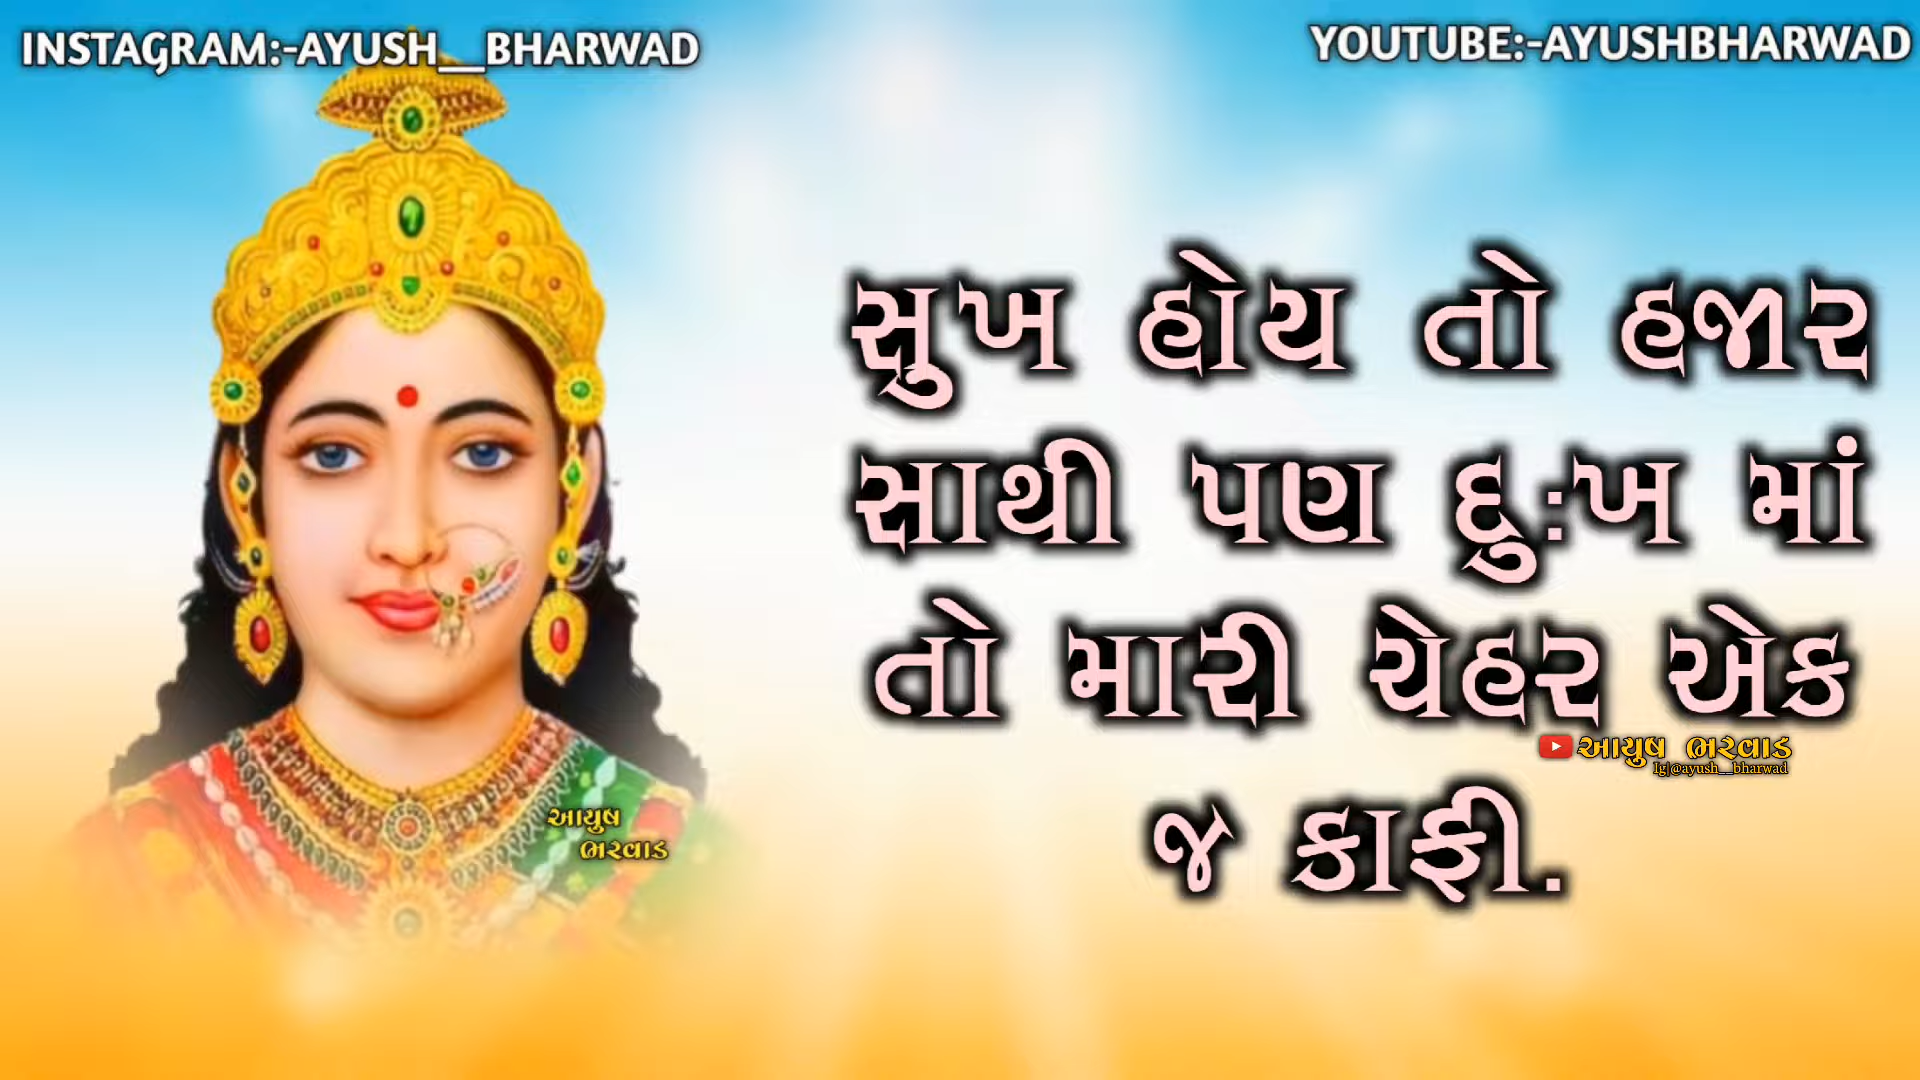 INSTAGRAM:-AYUSH__BHARWAD
YOUTUBE:-AYUSHBHARWAD
સુખ હોય તો હજાર
સાથી પણ દુ:ખ માં
તો મારી ચેહર એક
જ કાફી.
આયુષ ભરવાડ
Ig|@ayush__bharwad
આયુષ
ભરવાડ